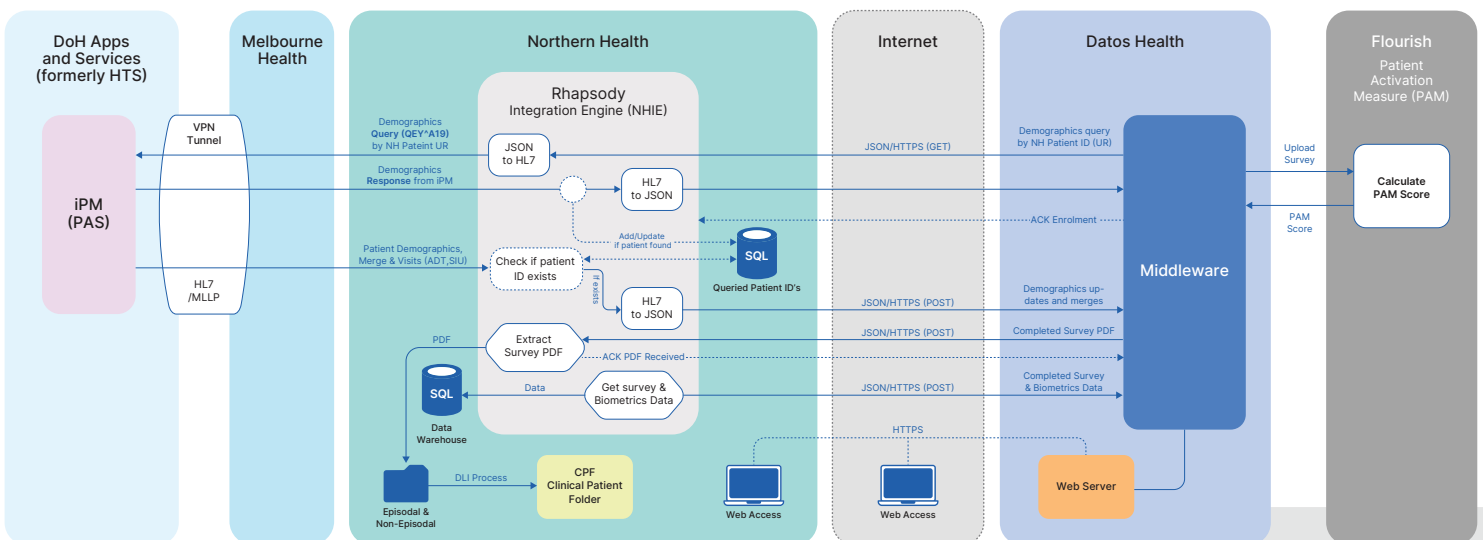 DoH Apps
and Services
(formerly HTS)
Melbourne
Health
Northern Health
Internet
Datos Health
Flourish
Patient
Activation
Measure (PAM)
Rhapsody
Integration Engine (NHIE)
VPN
Tunnel
iPM
(PAS)
HL7
/MLLP
Demographics
Query (QEY^A19)
by NH Pateint UR
JSON
to HL7
JSON/HTTPS (GET)
Demographics query
by NH Patient ID (UR)
Upload
Survey
Calculate
PAM Score
PAM
Score
Demographics
Response from iPM
HL7
to JSON
ACK Enrolment
Add/Update
if patient found
SQL
Queried Patient ID's
Patient Demographics,
Merge & Visits (ADT,SIU)
Check if patient
ID exists
If exists
HL7
to JSON
JSON/HTTPS (POST)
Demographics up-
dates and merges
Middleware
PDF
Extract
Survey PDF
JSON/HTTPS (POST)
Completed Survey PDF
ACK PDF Received
SQL
Data
Warehouse
Data
Get survey &
Biometrics Data
JSON/HTTPS (POST)
Completed Survey
& Biometrics Data
HTTPS
Episodal &
Non-Episodal
DLI Process
CPF
Clinical Patient
Folder
Web Access
Web Access
Web Server